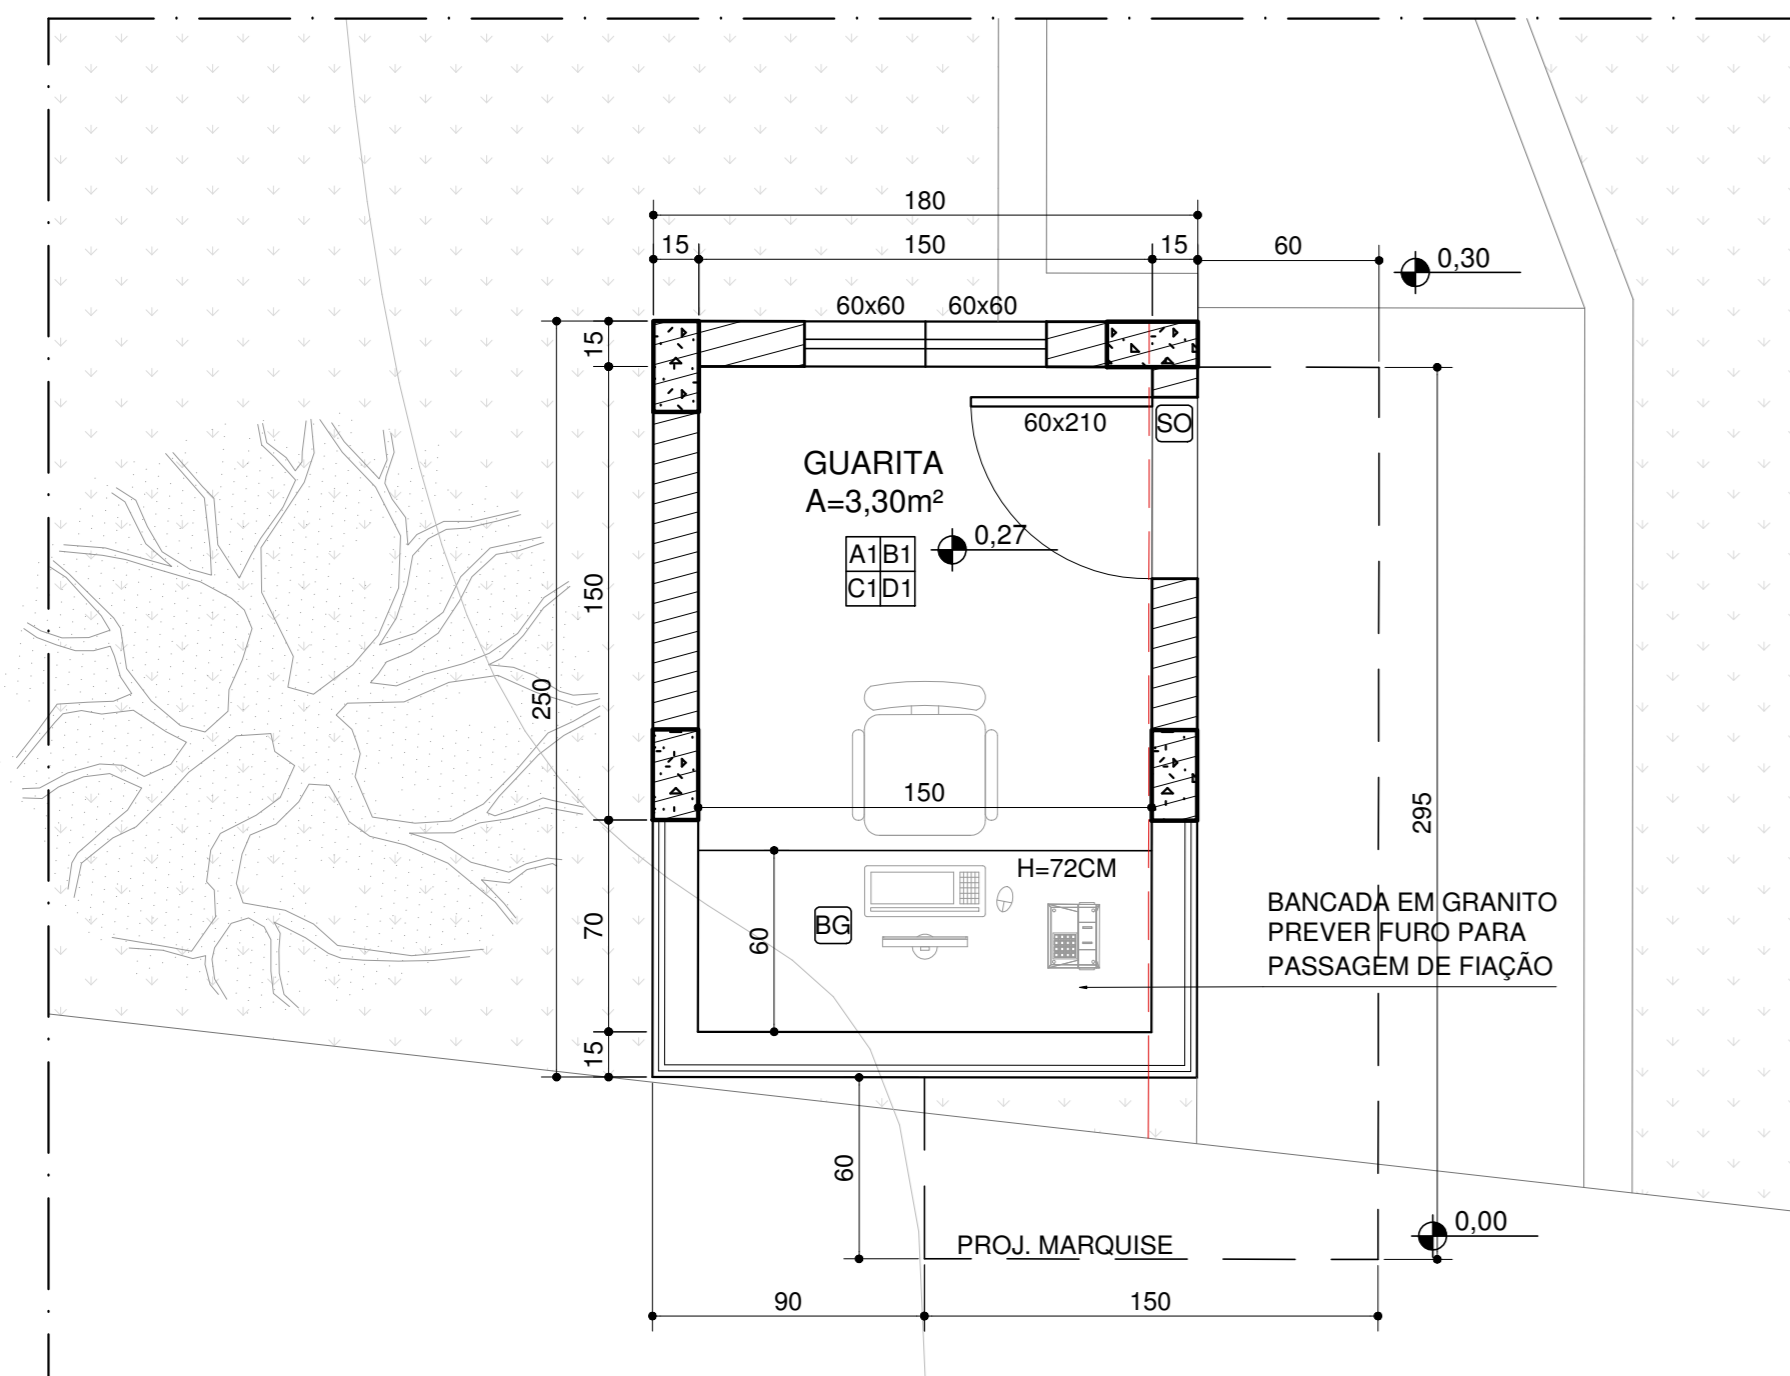 180
15
150
15
60
0,30
60x60
60x60
15
60x210
SO
GUARITA
A=3,30m²
0,27
A1
B1
C1
D1
150
250
150
295
H=72CM
BG
60
70
BANCADA EM GRANITO
PREVER FURO PARA
PASSAGEM DE FIAÇÃO
15
60
0,00
PROJ. MARQUISE
90
150